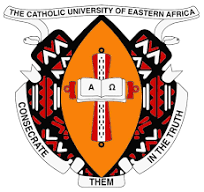 THE CATHOLIC UNIVERSITY OF EASTERN AFRICA
Α Ω
CONSECRATE
THEM
IN THE TRUTH